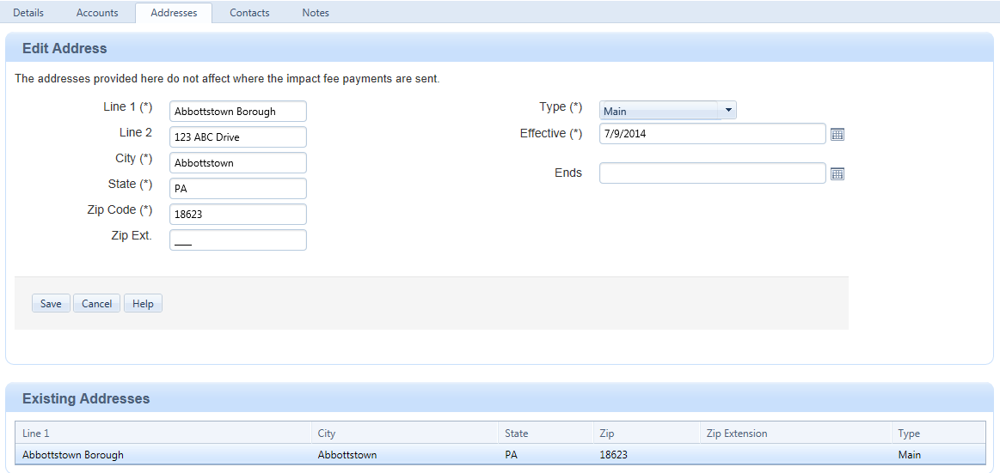 Details Accounts Addresses Contacts Notes
Edit Address
The addresses provided here do not affect where the impact fee payments are sent.
Line 1 (*) Abbottstown Borough
Line 2 123 ABC Drive
City (*) Abbottstown
State (*) PA
Zip Code (*) 18623
Zip Ext. ____
Type (*) Main
Effective (*) 7/9/2014
Ends
Save Cancel Help
Existing Addresses
Line 1 City State Zip Zip Extension Type
Abbottstown Borough Abbottstown PA 18623 Main